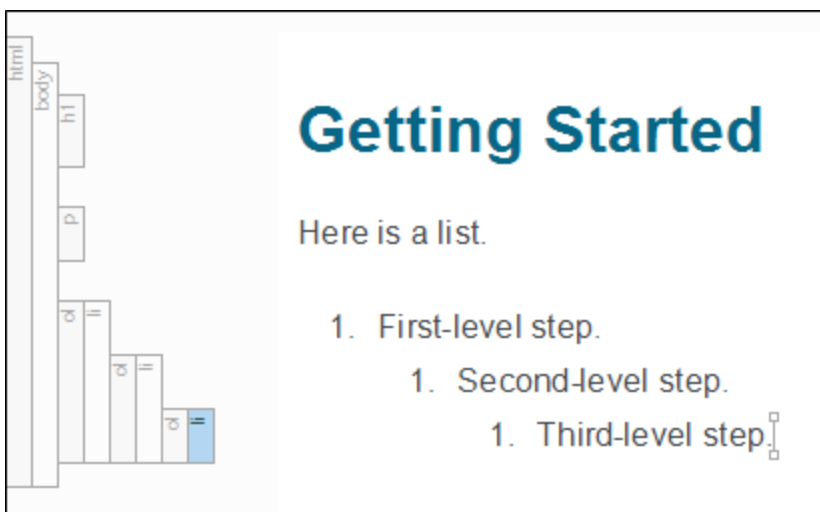 html
body
h1
p
ol
li
ol
li
ol
li
Getting Started
Here is a list.
1. First-level step.
1. Second-level step.
1. Third-level step.